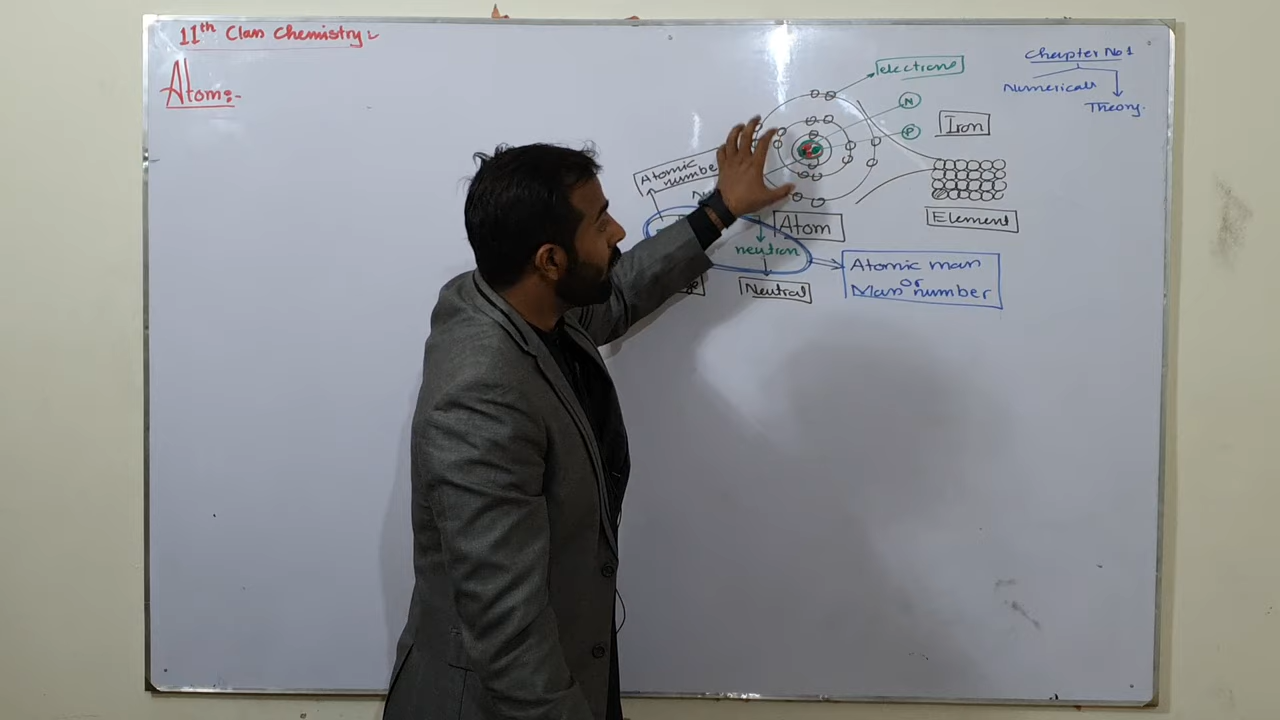 11th Class Chemistry:
Atom:-
electrons
Chapter No 1
Numericals
Theory.
N
P
Iron
Atomic
number
Element
Atom
neutron
Neutral
Atomic mass
or
Mass number